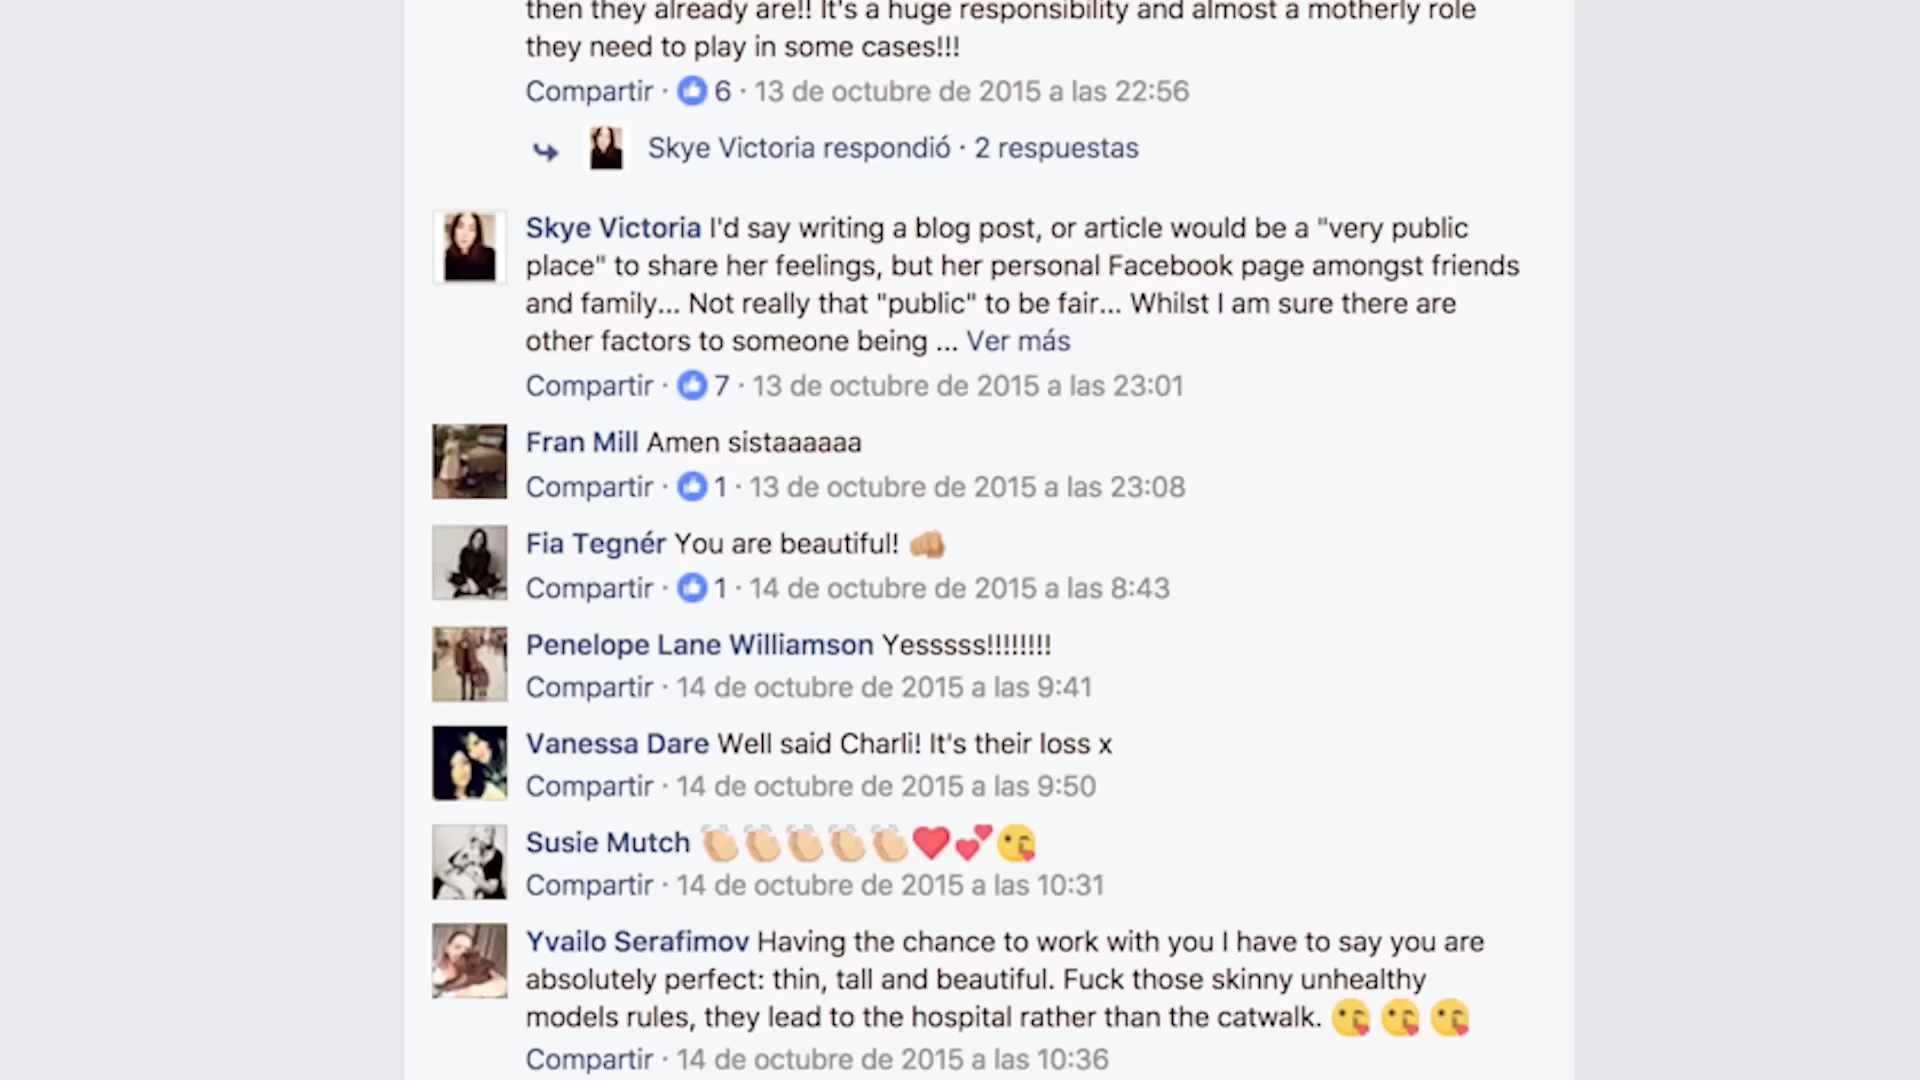 then they already are!! It's a huge responsibility and almost a motherly role
they need to play in some cases!!!
Compartir · 6 · 13 de octubre de 2015 a las 22:56
Skye Victoria respondió · 2 respuestas
Skye Victoria I'd say writing a blog post, or article would be a "very public
place" to share her feelings, but her personal Facebook page amongst friends
and family... Not really that "public" to be fair... Whilst I am sure there are
other factors to someone being ... Ver más
Compartir · 7 · 13 de octubre de 2015 a las 23:01
Fran Mill Amen sistaaaaaa
Compartir · 1 · 13 de octubre de 2015 a las 23:08
Fia Tegnér You are beautiful! 👊🏼
Compartir · 1 · 14 de octubre de 2015 a las 8:43
Penelope Lane Williamson Yesssss!!!!!!!!
Compartir · 14 de octubre de 2015 a las 9:41
Vanessa Dare Well said Charli! It's their loss x
Compartir · 14 de octubre de 2015 a las 9:50
Susie Mutch 👏🏼👏🏼👏🏼👏🏼👏🏼❤️💕😘
Compartir · 14 de octubre de 2015 a las 10:31
Yvailo Serafimov Having the chance to work with you I have to say you are
absolutely perfect: thin, tall and beautiful. Fuck those skinny unhealthy
models rules, they lead to the hospital rather than the catwalk. 😘 😘 😘
Compartir · 14 de octubre de 2015 a las 10:36